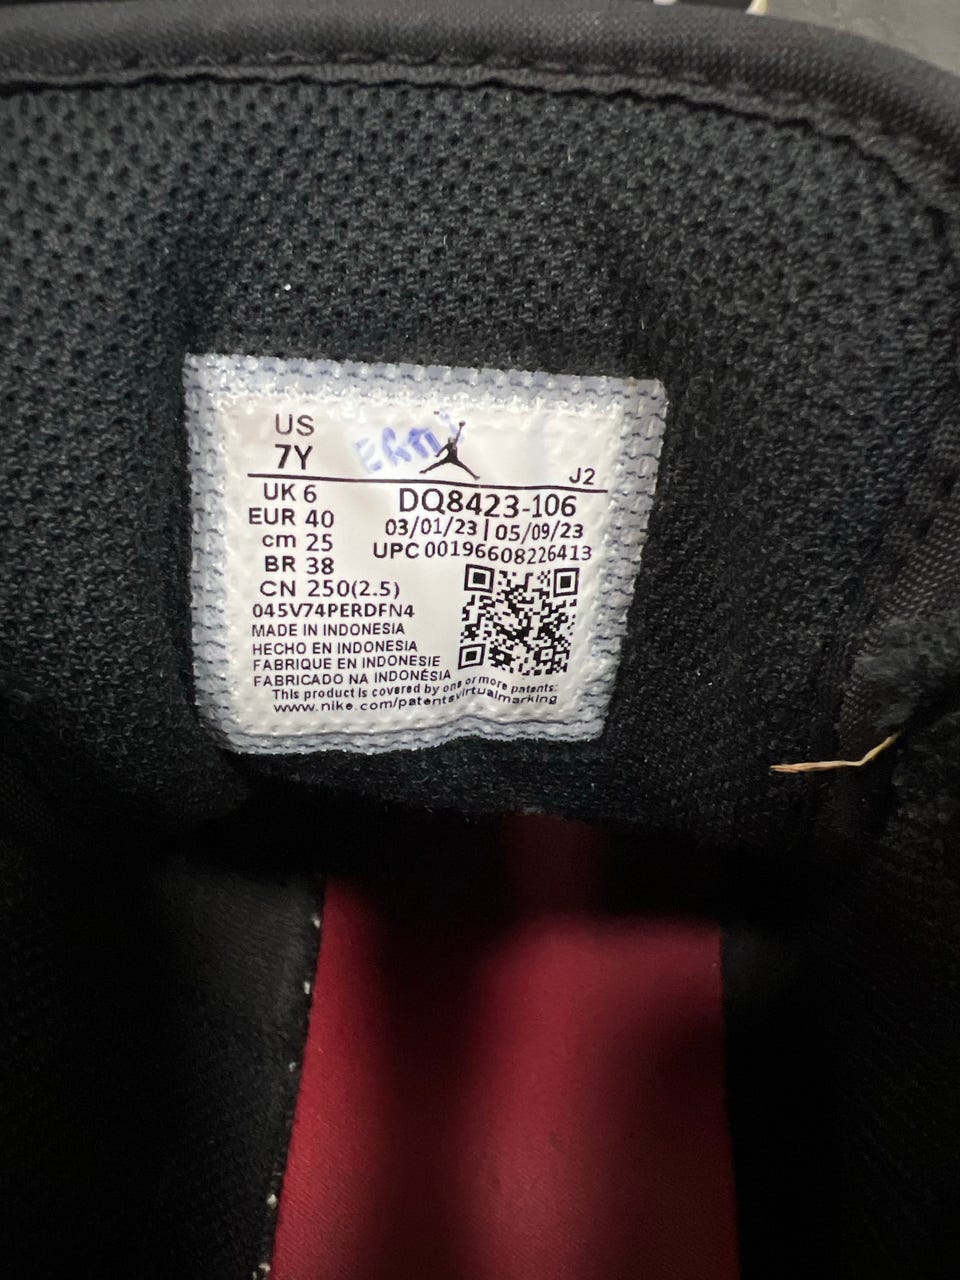 US
7Y
J2
UK 6
EUR 40
cm 25
BR 38
CN 250(2.5)
DQ8423-106
03/01/23 | 05/09/23
UPC 00196608226413
045V74PERDFN4
MADE IN INDONESIA
HECHO EN INDONESIA
FABRIQUE EN INDONESIE
FABRICADO NA INDONÉSIA
This product is covered by one or more patents:
www.nike.com/patentsvirtualmarking